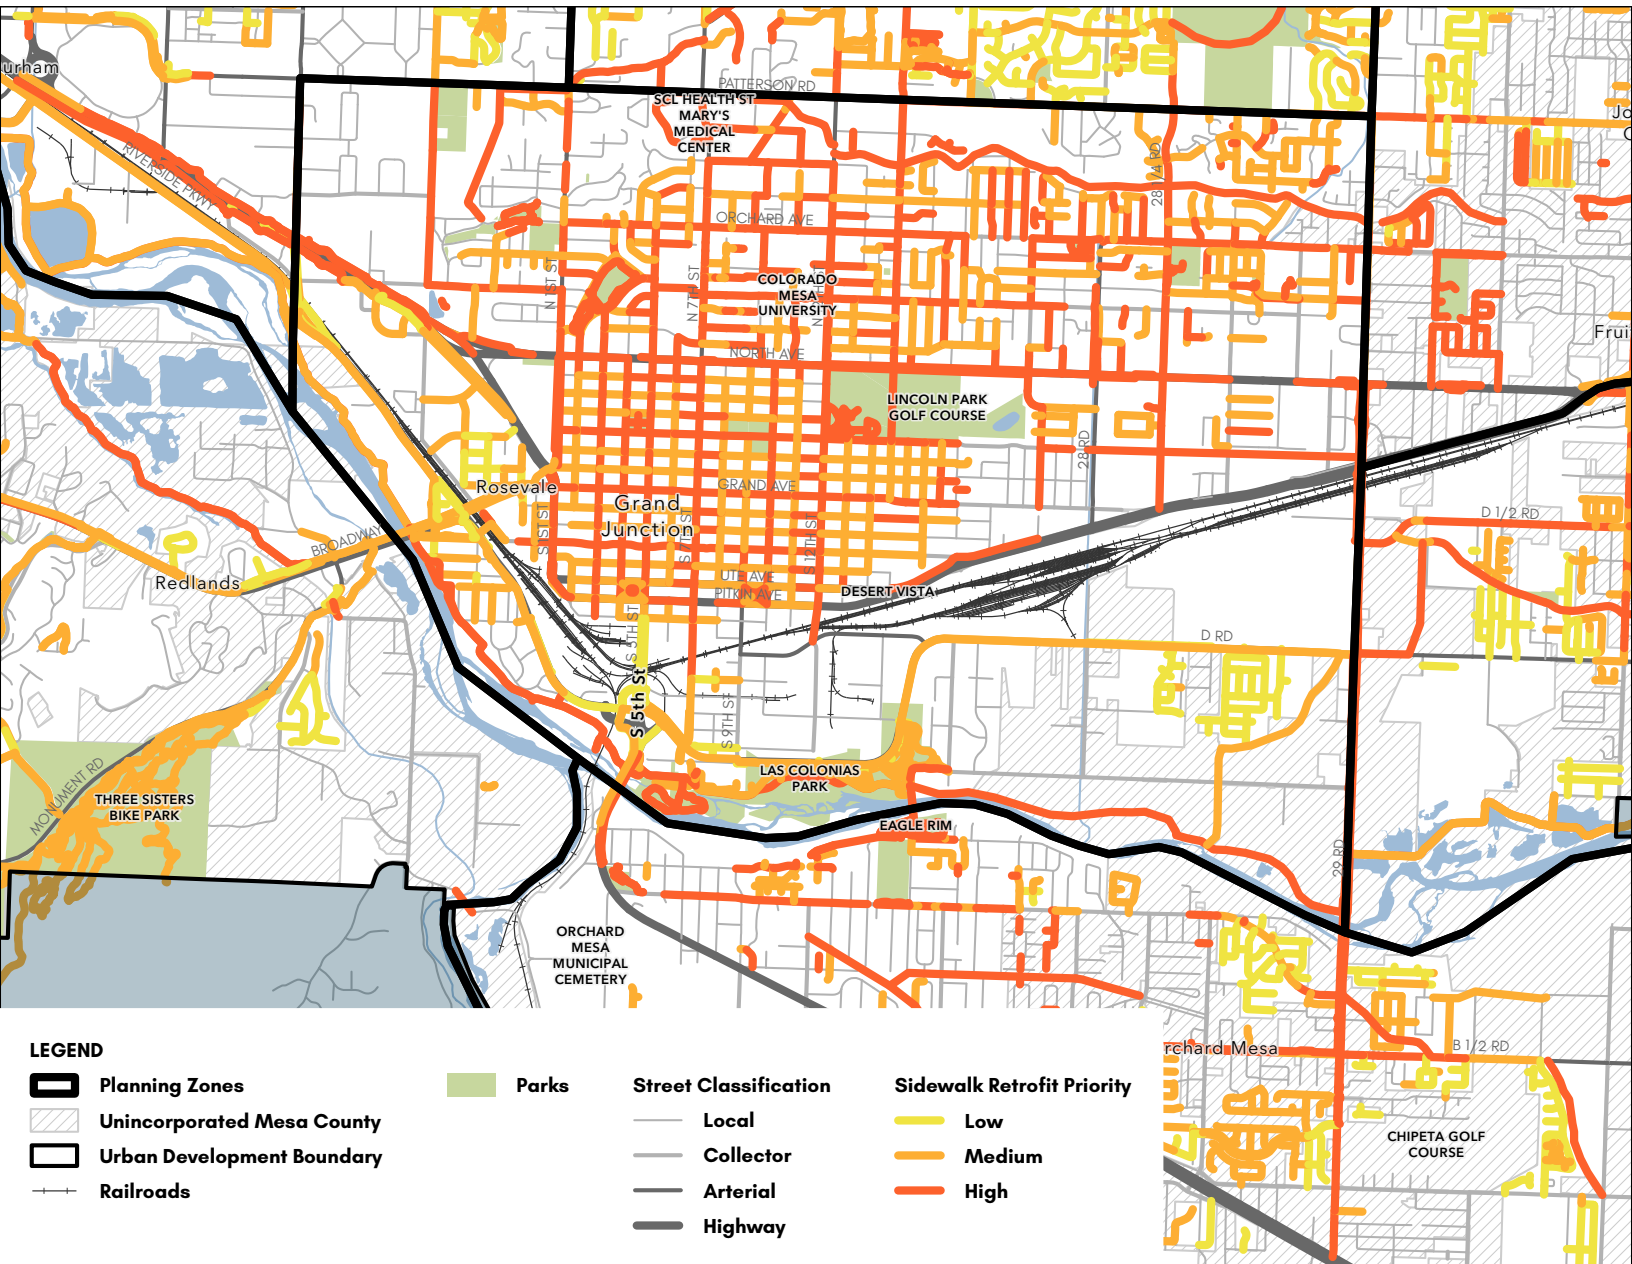 urham
PATTERSON RD
SCL HEALTH ST
MARY'S
MEDICAL
CENTER
Jo
C
RIVERSIDE PKWY
28 1/4 RD
ORCHARD AVE
N 1ST ST
N 7TH ST
COLORADO
MESA
UNIVERSITY
Frui
NORTH AVE
LINCOLN PARK
GOLF COURSE
28 RD
Rosevale
GRAND AVE
Grand
Junction
D 1/2 RD
S 1ST ST
S 7TH ST
S 12TH ST
BROADWAY
Redlands
UTE AVE
PITKIN AVE
DESERT VISTA
S 5TH ST
D RD
S 5th St
S 9TH ST
MONUMENT RD
THREE SISTERS
BIKE PARK
LAS COLONIAS
PARK
EAGLE RIM
29 RD
ORCHARD
MESA
MUNICIPAL
CEMETERY
rchard Mesa
B 1/2 RD
CHIPETA GOLF
COURSE
LEGEND
Planning Zones
Unincorporated Mesa County
Urban Development Boundary
Railroads
Parks
Street Classification
Local
Collector
Arterial
Highway
Sidewalk Retrofit Priority
Low
Medium
High